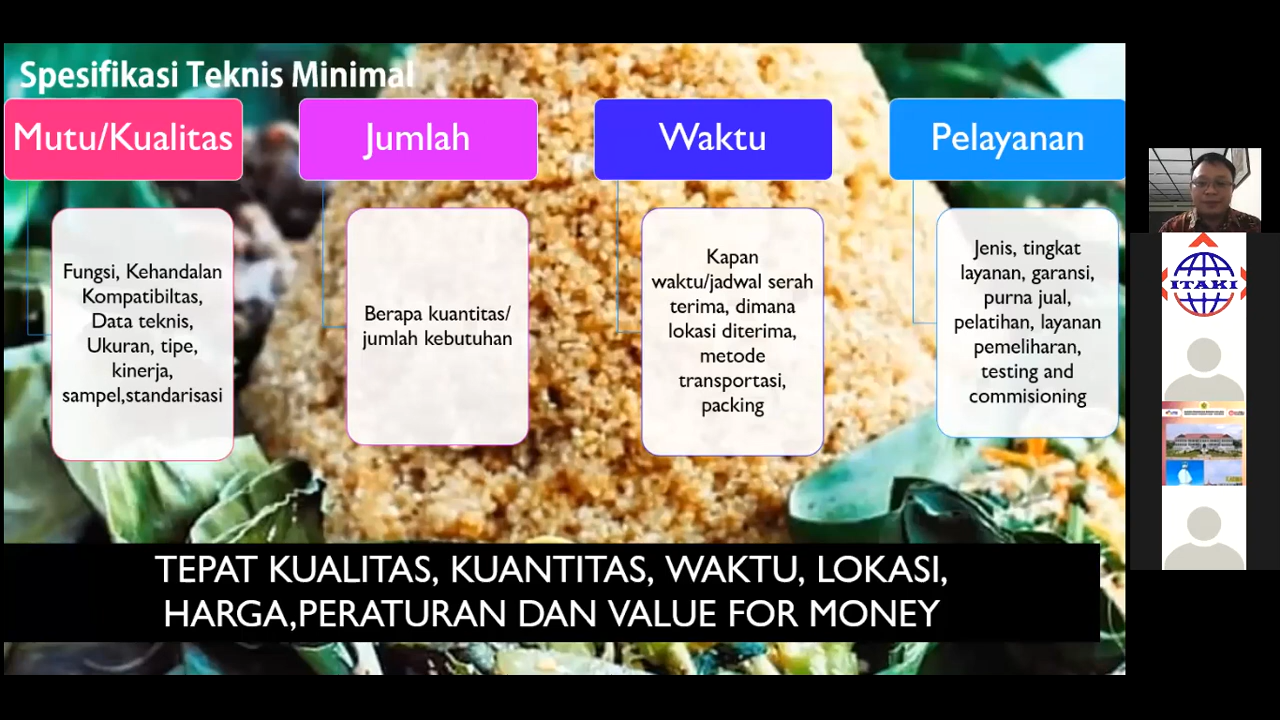 Spesifikasi Teknis Minimal
Mutu/Kualitas
Fungsi, Kehandalan
Kompatibiltas,
Data teknis,
Ukuran, tipe,
kinerja,
sampel,standarisasi
Jumlah
Berapa kuantitas/
jumlah kebutuhan
Waktu
Kapan
waktu/jadwal serah
terima, dimana
lokasi diterima,
metode
transportasi,
packing
Pelayanan
Jenis, tingkat
layanan, garansi,
purna jual,
pelatihan, layanan
pemeliharan,
testing and
commisioning
TEPAT KUALITAS, KUANTITAS, WAKTU, LOKASI,
HARGA,PERATURAN DAN VALUE FOR MONEY
ITAKI